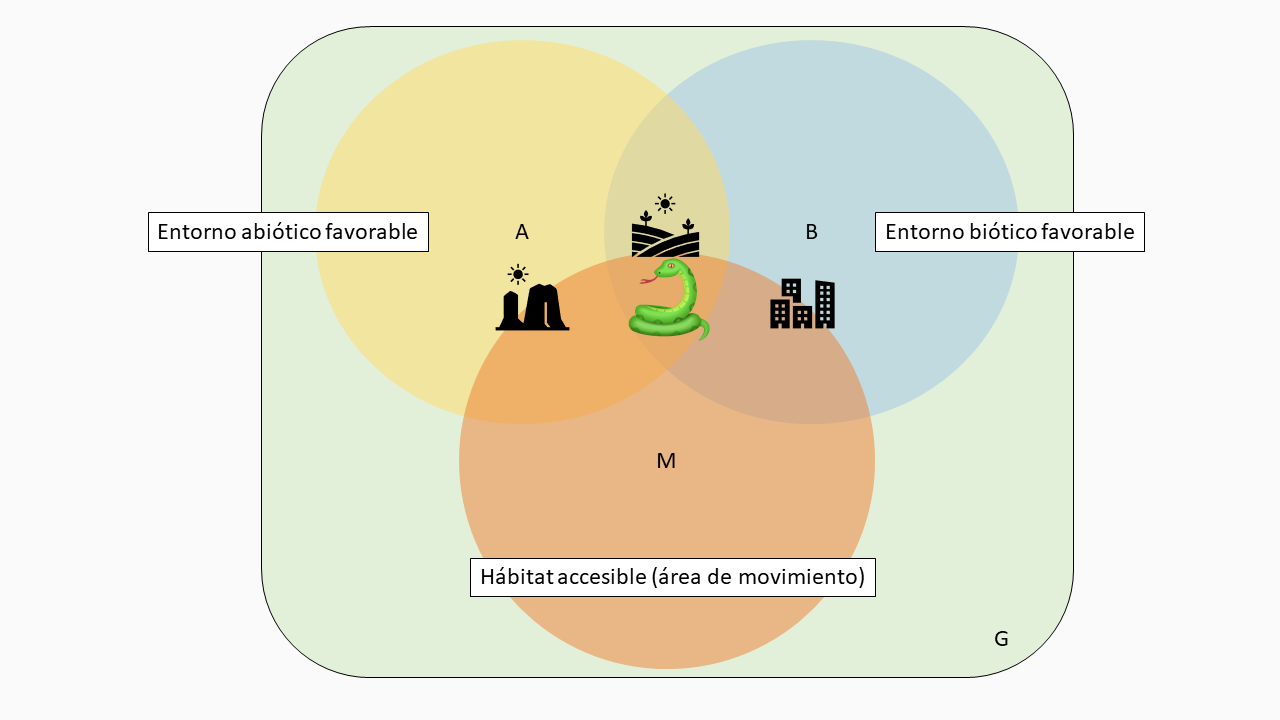 Entorno abiótico favorable
A
B
Entorno biótico favorable
M
Hábitat accesible (área de movimiento)
G